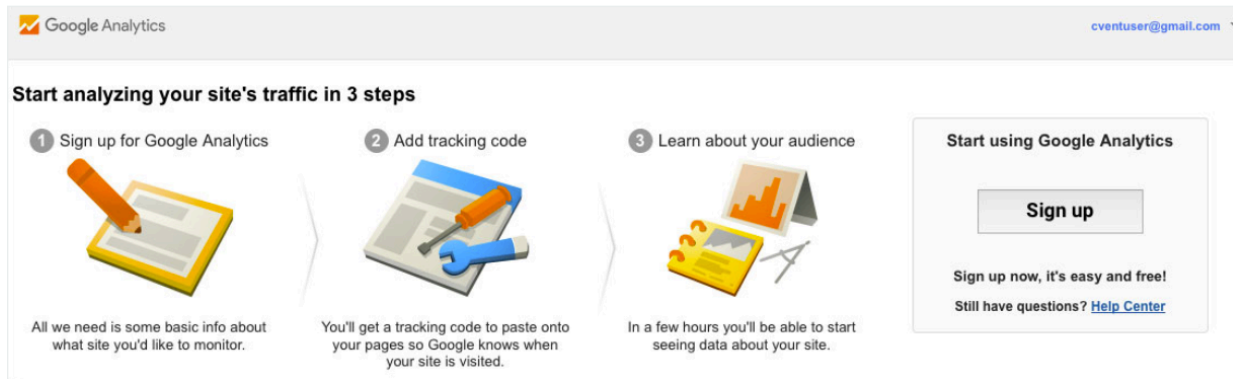 Google Analytics
cventuser@gmail.com
Start analyzing your site's traffic in 3 steps
1 Sign up for Google Analytics
All we need is some basic info about
what site you'd like to monitor.
2 Add tracking code
You'll get a tracking code to paste onto
your pages so Google knows when
your site is visited.
3 Learn about your audience
In a few hours you'll be able to start
seeing data about your site.
Start using Google Analytics
Sign up
Sign up now, it's easy and free!
Still have questions? Help Center